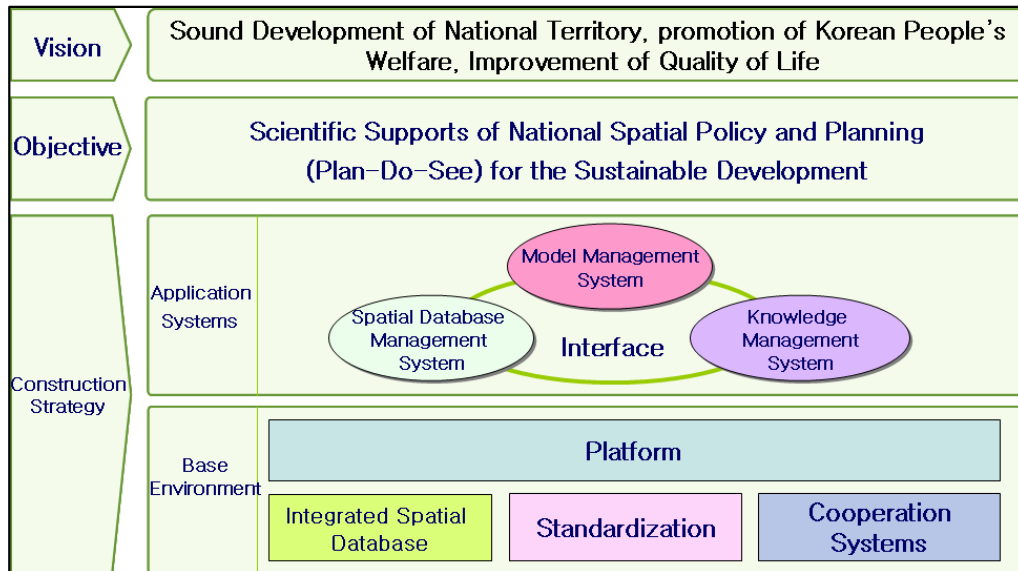 Vision
Sound Development of National Territory, promotion of Korean People's
Welfare, Improvement of Quality of Life
Objective
Scientific Supports of National Spatial Policy and Planning
(Plan-Do-See) for the Sustainable Development
Construction
Strategy
Application
Systems
Model Management
System
Spatial Database
Management
System
Interface
Knowledge
Management
System
Base
Environment
Platform
Integrated Spatial
Database
Standardization
Cooperation
Systems